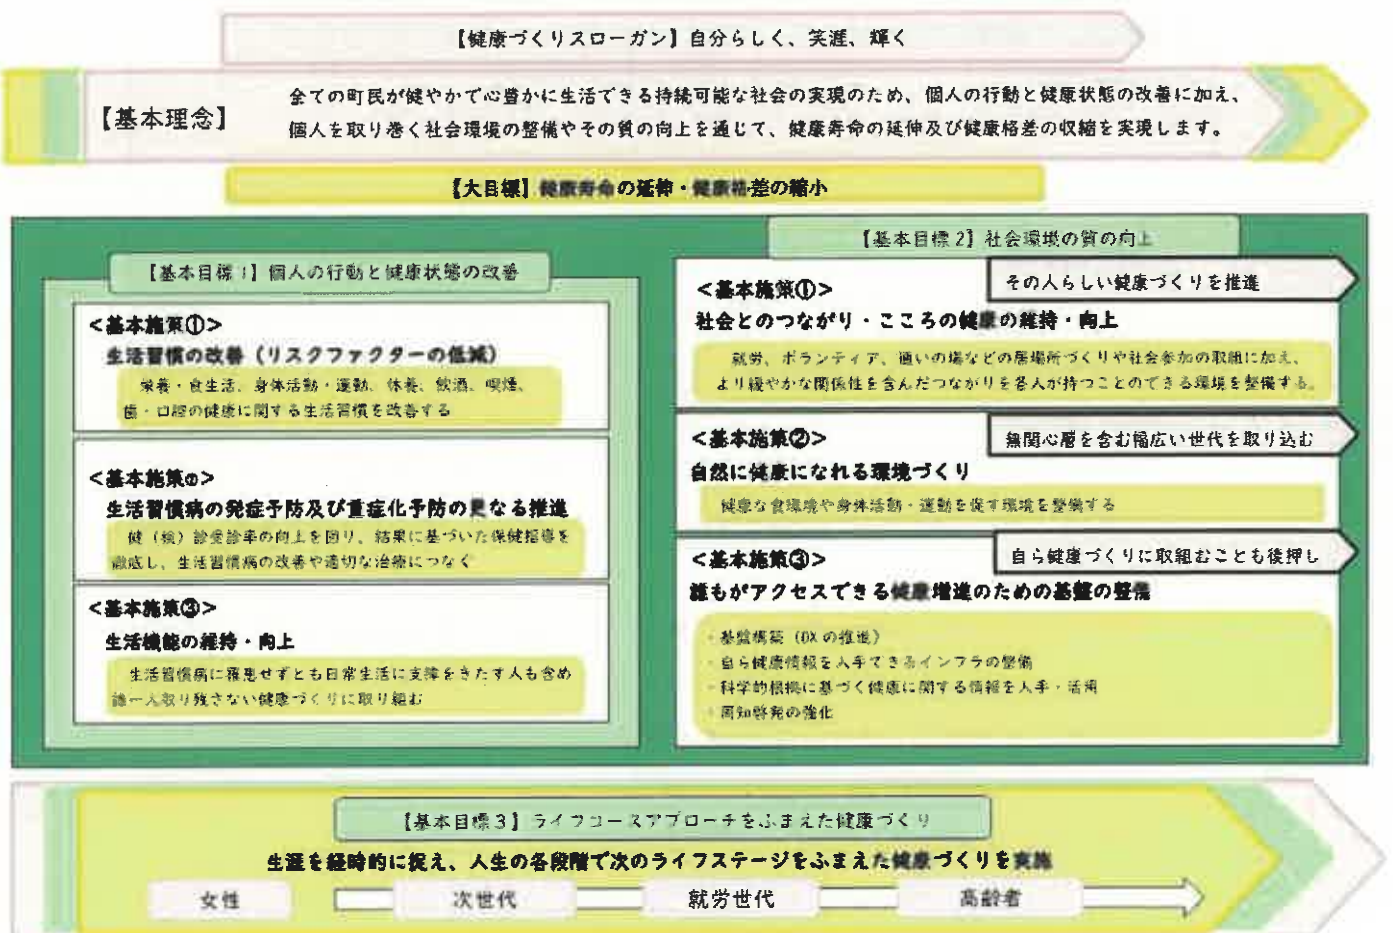 【健康づくりスローガン】自分らしく、笑涯、輝く
【基本理念】
全ての町民が健やかで心豊かに生活できる持続可能な社会の実現のため、個人の行動と健康状態の改善に加え、
個人を取り巻く社会環境の整備やその質の向上を通じて、健康寿命の延伸及び健康格差の収縮を実現します。
【大目標】健康寿命の延伸・健康格差の縮小
【基本目標1】個人の行動と健康状態の改善
<基本施策①>
生活習慣の改善（リスクファクターの低減）
栄養・食生活、身体活動・運動、休養、飲酒、喫煙、
歯・口腔の健康に関する生活習慣を改善する
<基本施策②>
生活習慣病の発症予防及び重症化予防の更なる推進
健（検）診受診率の向上を図り、結果に基づいた保健指導を
徹底し、生活習慣病の改善や適切な治療につなぐ
<基本施策③>
生活機能の維持・向上
生活習慣病に罹患せずとも日常生活に支障をきたす人も含め
誰一人取り残さない健康づくりに取り組む
【基本目標2】社会環境の質の向上
<基本施策①>
その人らしい健康づくりを推進
社会とのつながり・こころの健康の維持・向上
就労、ボランティア、通いの場などの居場所づくりや社会参加の取組に加え、
より緩やかな関係性を含んだつながりを各人が持つことのできる環境を整備する。
<基本施策②>
無関心層を含む幅広い世代を取り込む
自然に健康になれる環境づくり
健康な食環境や身体活動・運動を促す環境を整備する
<基本施策③>
自ら健康づくりに取組むことも後押し
誰もがアクセスできる健康増進のための基盤の整備
・基盤構築（DXの推進）
・自ら健康情報を入手できるインフラの整備
・科学的根拠に基づく健康に関する情報を入手・活用
・周知啓発の強化
【基本目標3】ライフコースアプローチをふまえた健康づくり
生涯を経時的に捉え、人生の各段階で次のライフステージをふまえた健康づくりを実施
女性
次世代
就労世代
高齢者